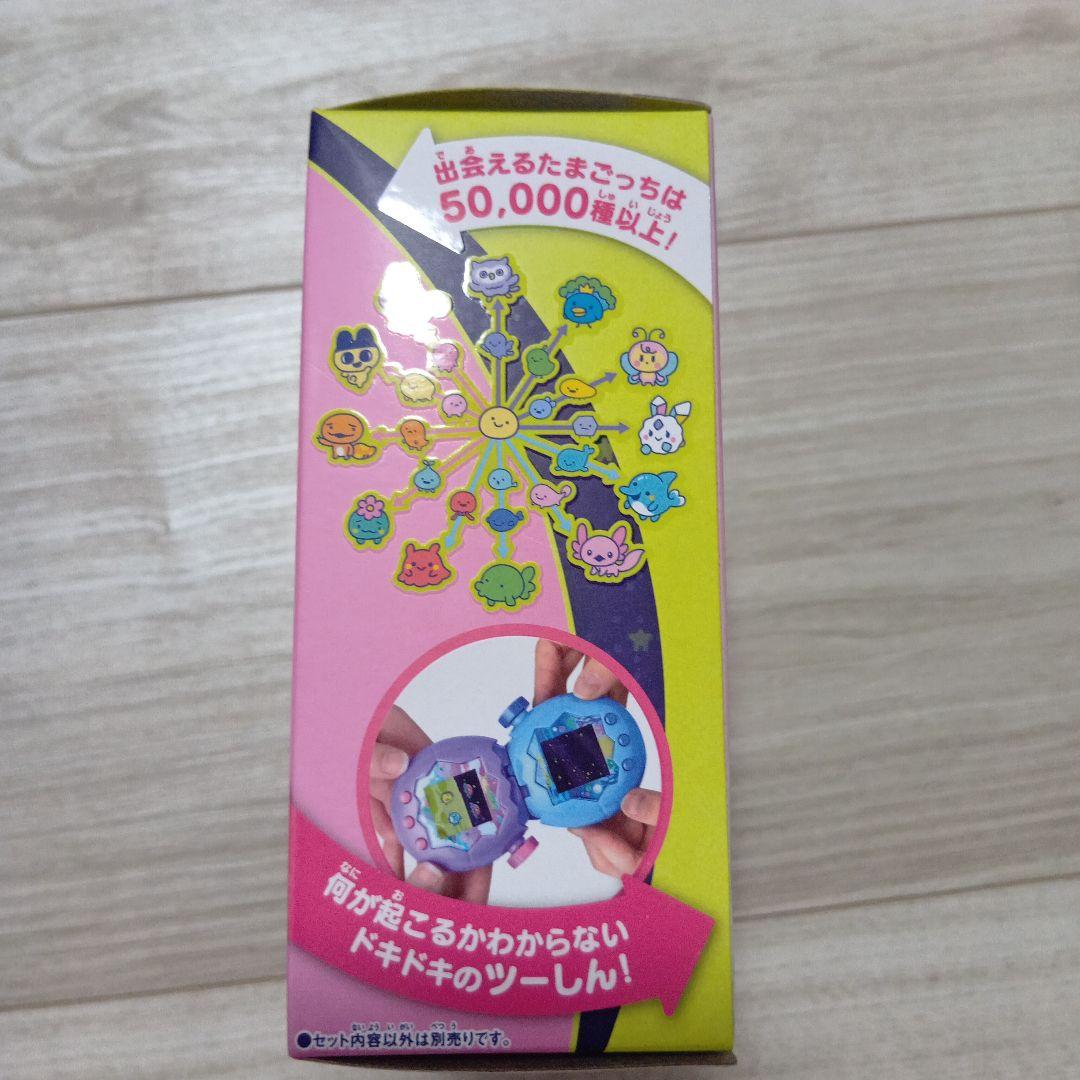 出会えるたまごっちは
50,000種以上!
何が起こるかわからない
ドキドキのツーしん!
●セット内容以外は別売りです。